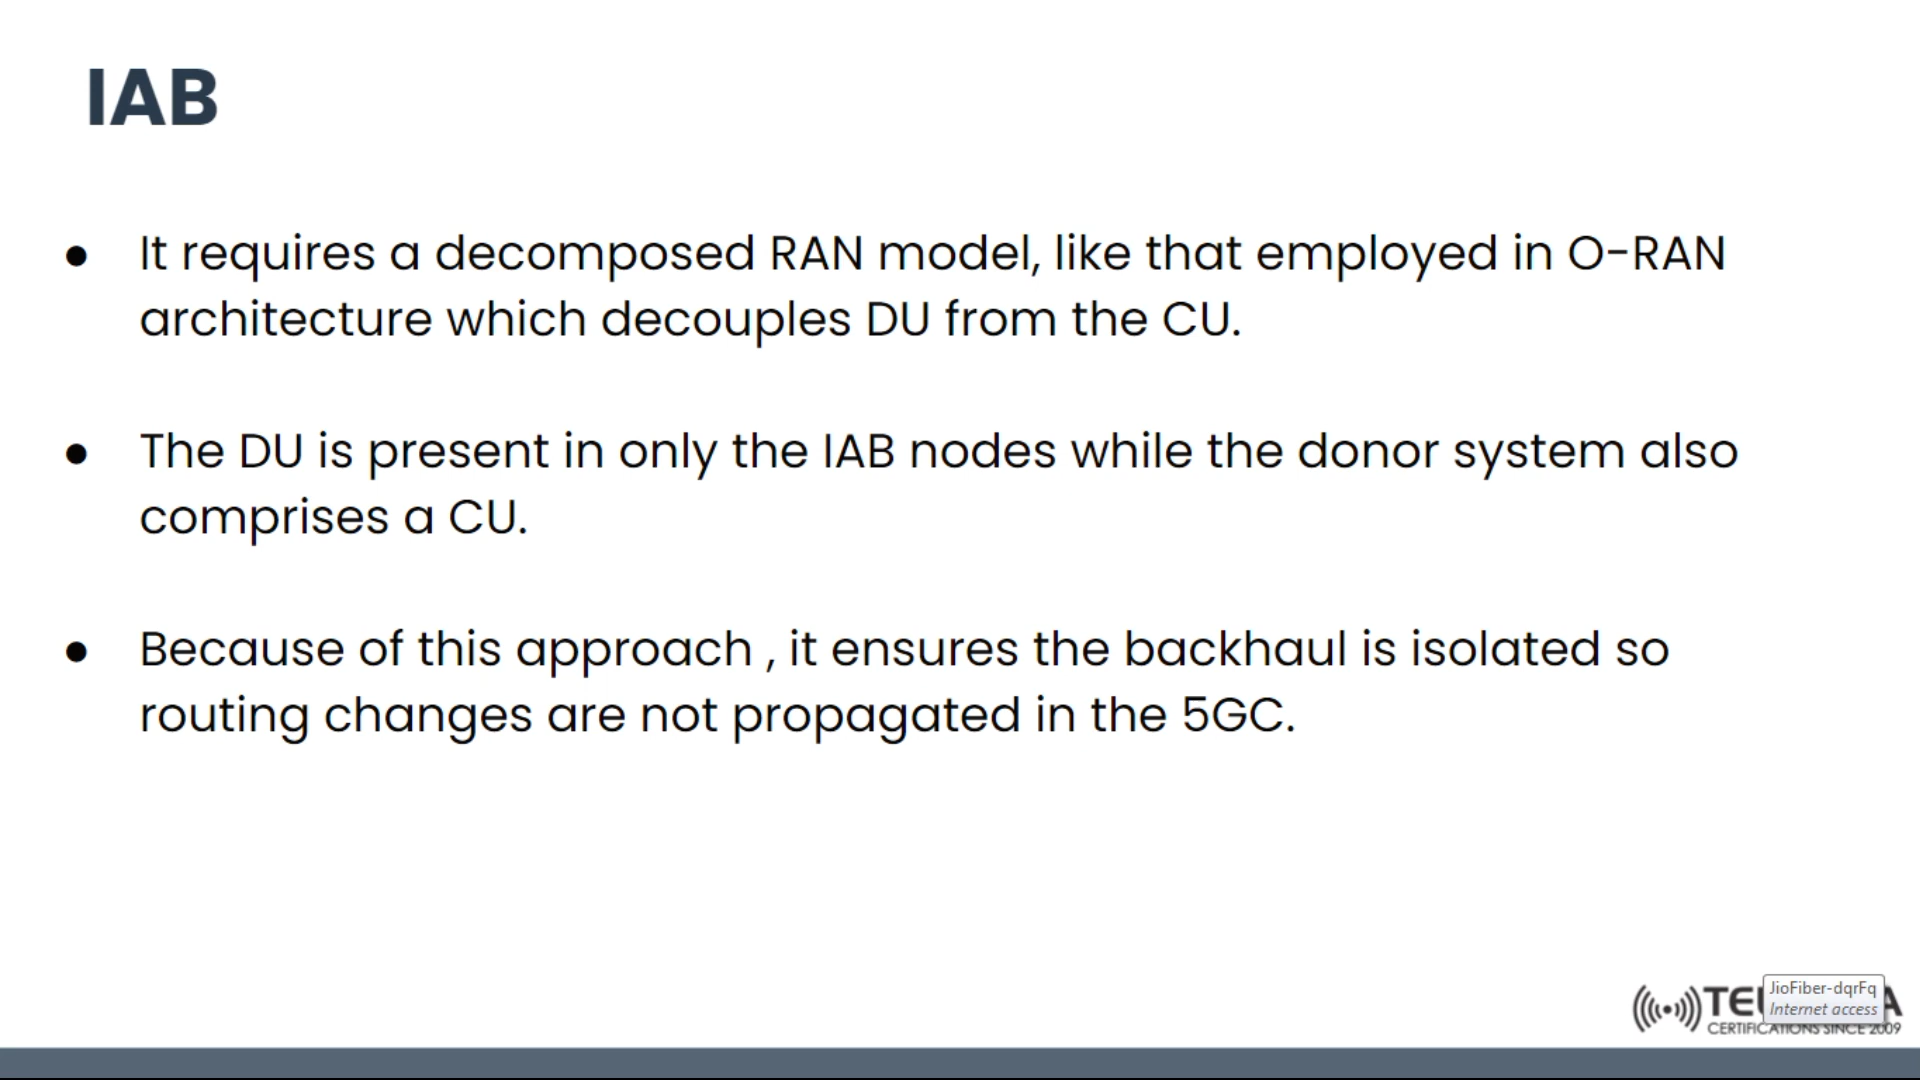 IAB
● It requires a decomposed RAN model, like that employed in O-RAN
architecture which decouples DU from the CU.
● The DU is present in only the IAB nodes while the donor system also
comprises a CU.
● Because of this approach , it ensures the backhaul is isolated so
routing changes are not propagated in the 5GC.
JioFiber-dqrFq
Internet access
CERTIFICATIONS SINCE 2009